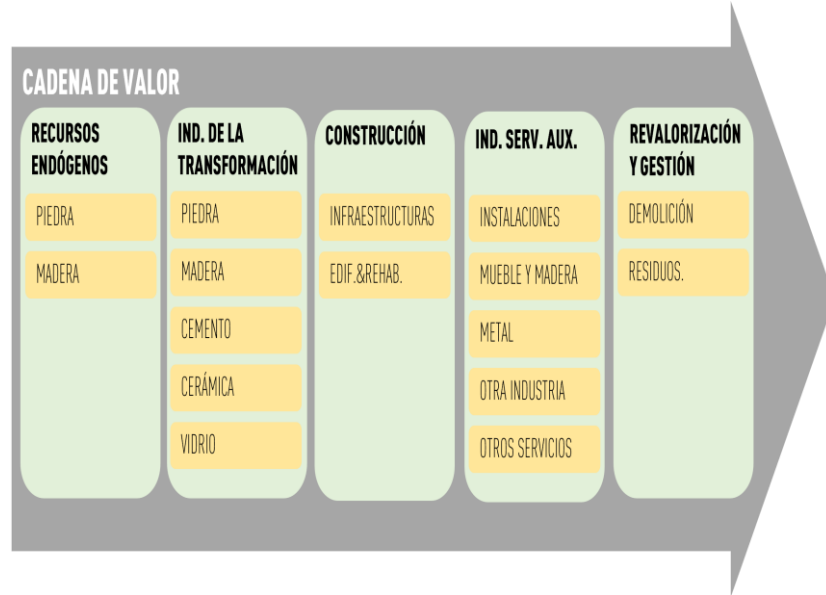 CADENA DE VALOR
RECURSOS
ENDÓGENOS
PIEDRA
MADERA
IND. DE LA
TRANSFORMACIÓN
PIEDRA
MADERA
CEMENTO
CERÁMICA
VIDRIO
CONSTRUCCIÓN
INFRAESTRUCTURAS
EDIF.&REHAB.
IND. SERV. AUX.
INSTALACIONES
MUEBLE Y MADERA
METAL
OTRA INDUSTRIA
OTROS SERVICIOS
REVALORIZACIÓN
Y GESTIÓN
DEMOLICIÓN
RESIDUOS.